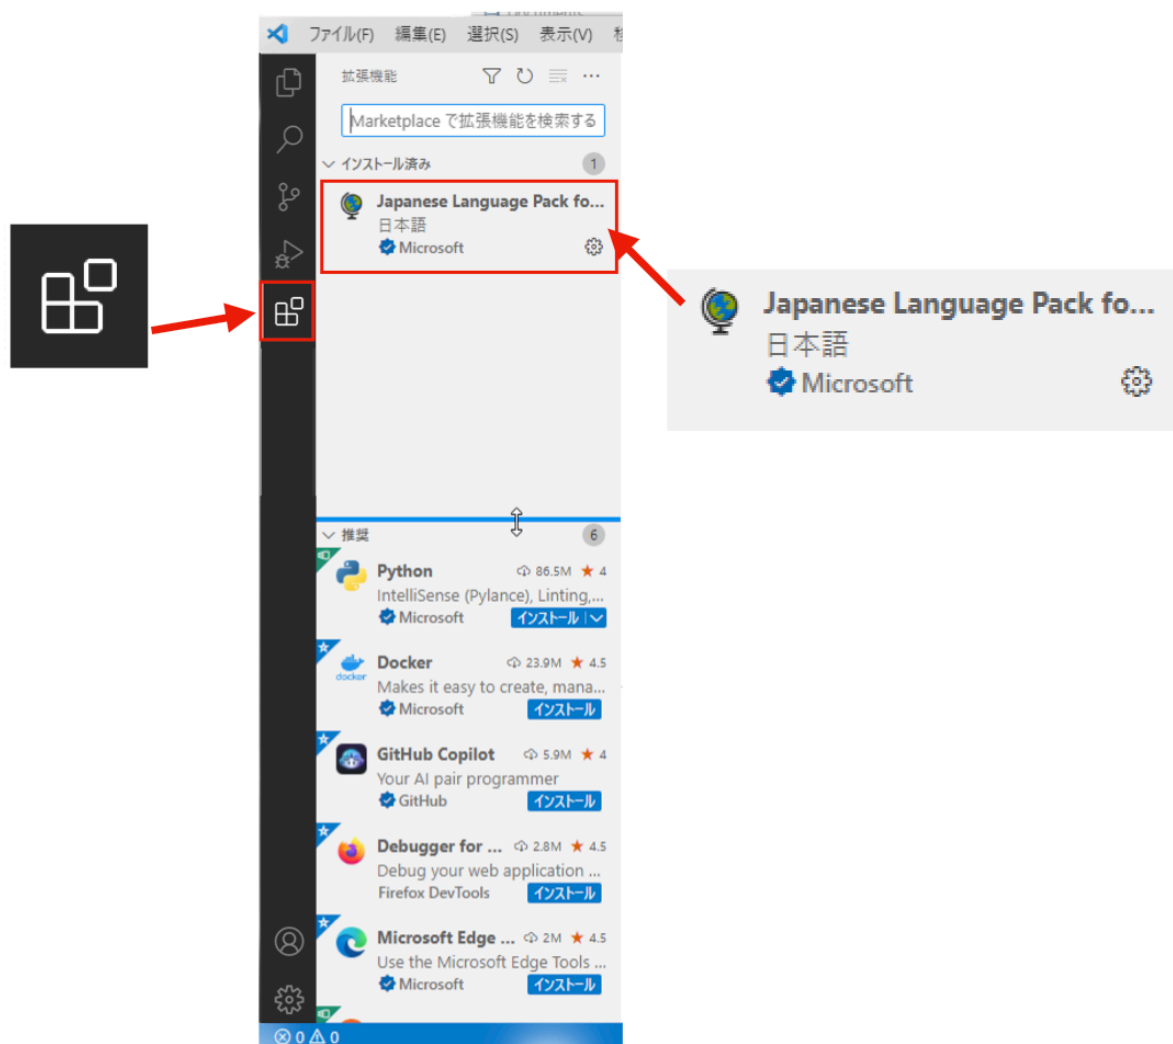 ファイル(F) 編集(E) 選択(S) 表示(V)
拡張機能
Marketplace で拡張機能を検索する
インストール済み 1
Japanese Language Pack fo...
日本語
Microsoft
Japanese Language Pack fo...
日本語
Microsoft
推奨 6
Python 86.5M ★ 4
IntelliSense (Pylance), Linting,...
Microsoft インストール
Docker 23.9M ★ 4.5
docker
Makes it easy to create, mana...
Microsoft インストール
GitHub Copilot 5.9M ★ 4
Your AI pair programmer
GitHub インストール
Debugger for ... 2.8M ★ 4.5
Debug your web application ...
Firefox DevTools インストール
Microsoft Edge ... 2M ★ 4.5
Use the Microsoft Edge Tools ...
Microsoft インストール
0 0